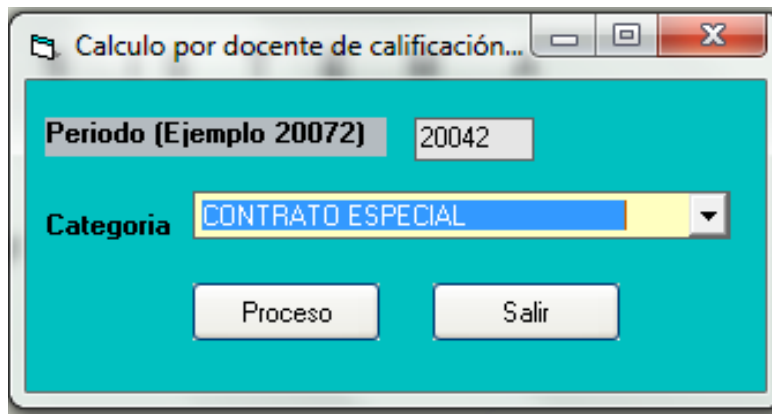 Calculo por docente de calificación...
Periodo (Ejemplo 20072) 20042
Categoria CONTRATO ESPECIAL
Proceso Salir